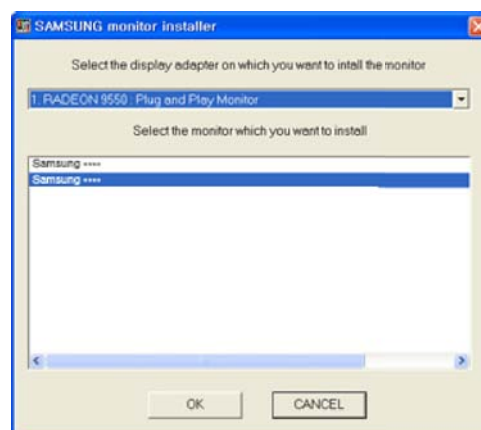 SAMSUNG monitor installer
Select the display adapter on which you want to intall the monitor
1. RADEON 9550 : Plug and Play Monitor
Select the monitor which you want to install
Samsung ****
Samsung ****
OK
CANCEL